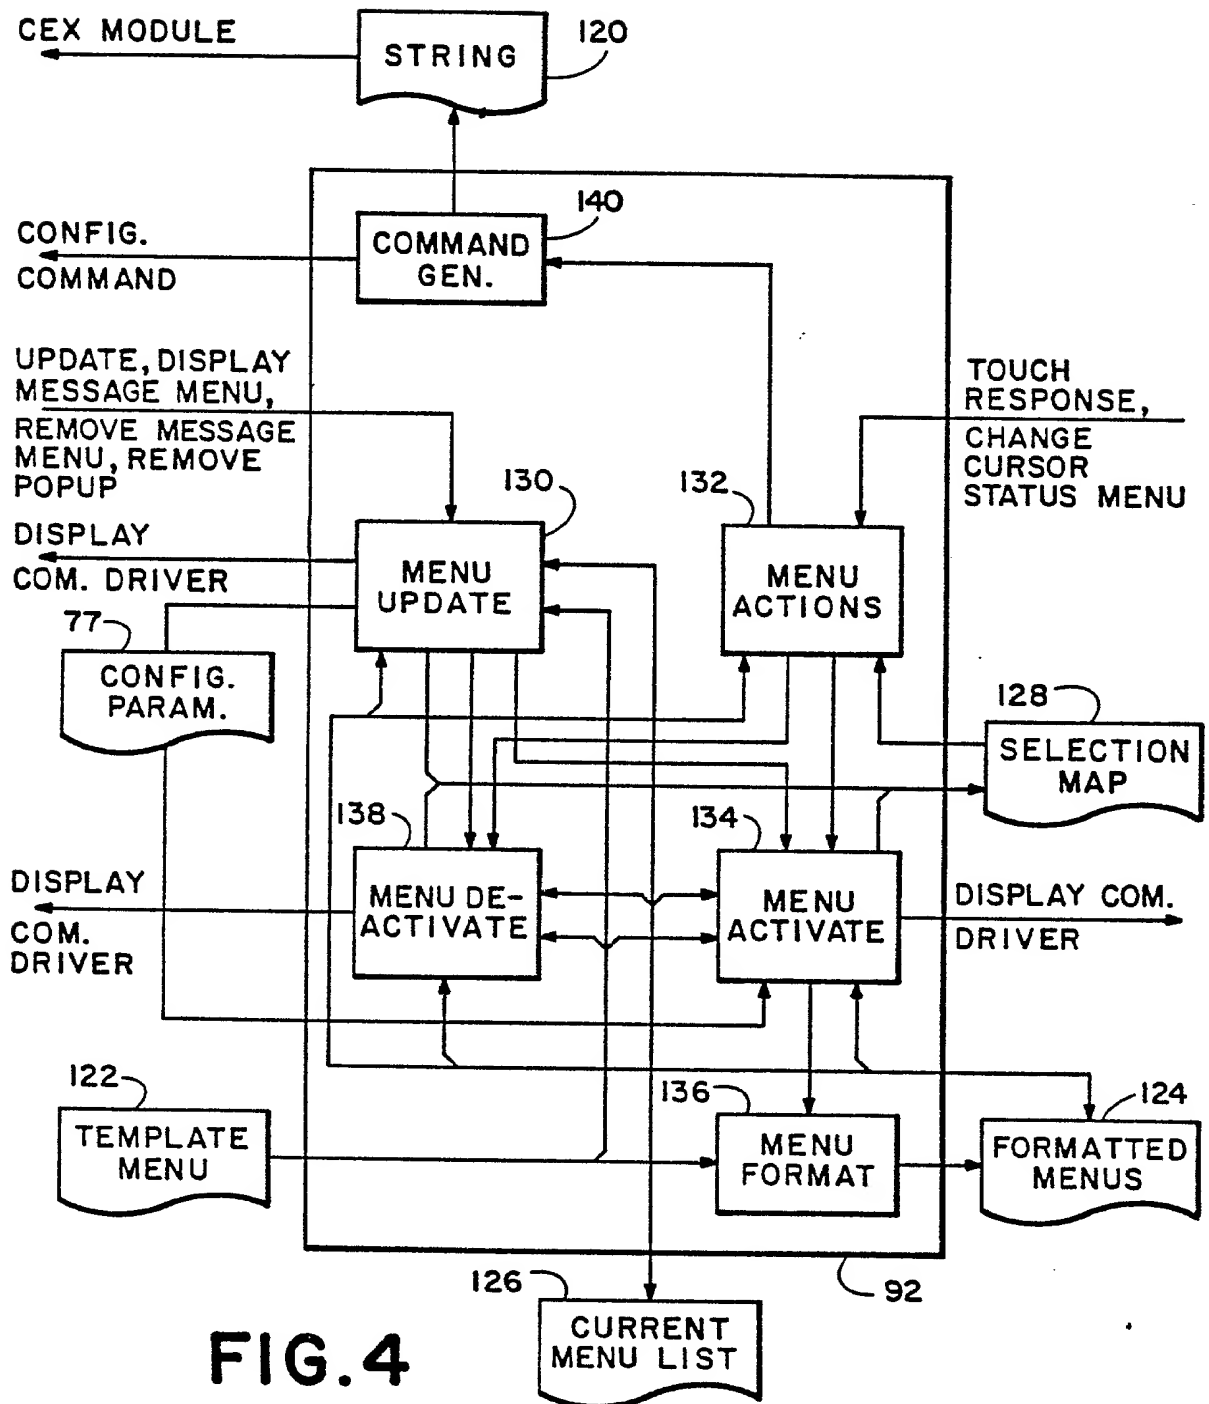 CEX MODULE
STRING
120
140
CONFIG.
COMMAND
COMMAND
GEN.
UPDATE, DISPLAY
MESSAGE MENU,
REMOVE MESSAGE
MENU, REMOVE
POPUP
TOUCH
RESPONSE,
CHANGE
CURSOR
STATUS MENU
130
132
DISPLAY
COM. DRIVER
MENU
UPDATE
MENU
ACTIONS
77
CONFIG.
PARAM.
128
SELECTION
MAP
138
134
DISPLAY
COM.
DRIVER
MENU DE-
ACTIVATE
MENU
ACTIVATE
DISPLAY COM.
DRIVER
122
TEMPLATE
MENU
136
MENU
FORMAT
124
FORMATTED
MENUS
92
126
CURRENT
MENU LIST
FIG. 4